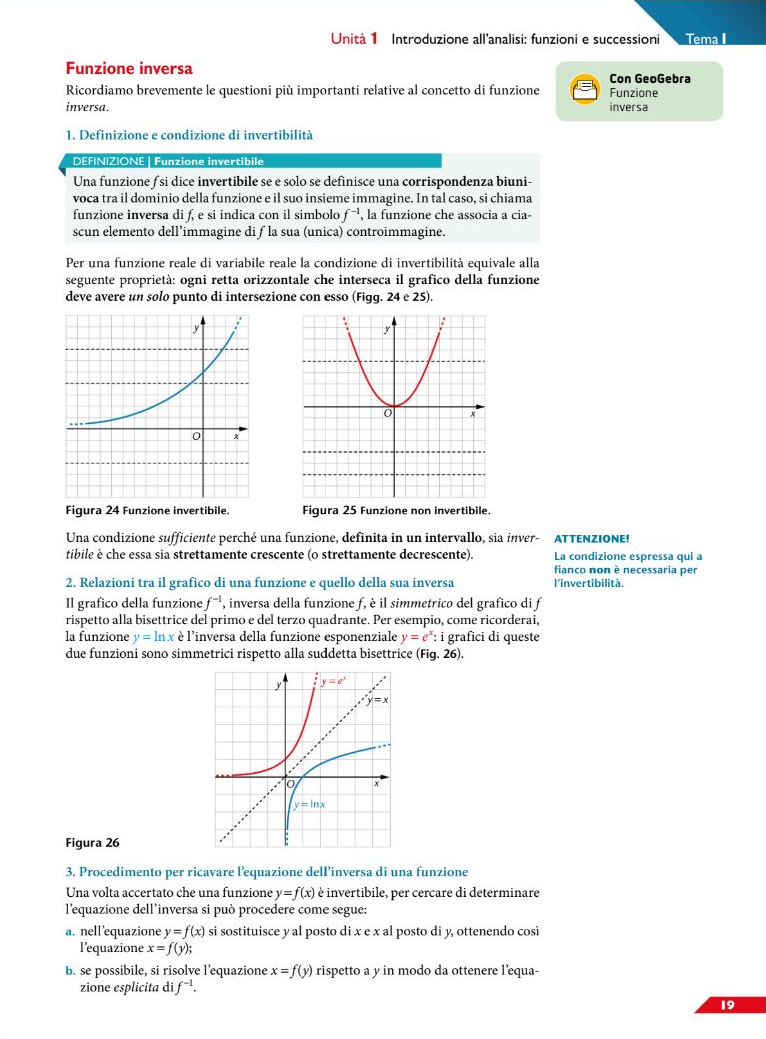 Unità 1 Introduzione all'analisi: funzioni e successioni Tema I
Funzione inversa
Ricordiamo brevemente le questioni più importanti relative al concetto di funzione
inversa.
Con GeoGebra
Funzione
inversa
1. Definizione e condizione di invertibilità
DEFINIZIONE | Funzione invertibile
Una funzione f si dice invertibile se e solo se definisce una corrispondenza biuni-
voca tra il dominio della funzione e il suo insieme immagine. In tal caso, si chiama
funzione inversa di f, e si indica con il simbolo f⁻¹, la funzione che associa a cia-
scun elemento dell'immagine di f la sua (unica) controimmagine.
Per una funzione reale di variabile reale la condizione di invertibilità equivale alla
seguente proprietà: ogni retta orizzontale che interseca il grafico della funzione
deve avere un solo punto di intersezione con esso (Figg. 24 e 25).
y
O
x
y
O
x
Figura 24 Funzione invertibile.
Figura 25 Funzione non invertibile.
Una condizione sufficiente perché una funzione, definita in un intervallo, sia inver-
tibile è che essa sia strettamente crescente (o strettamente decrescente).
ATTENZIONE!
La condizione espressa qui a
fianco non è necessaria per
l'invertibilità.
2. Relazioni tra il grafico di una funzione e quello della sua inversa
Il grafico della funzione f⁻¹, inversa della funzione f, è il simmetrico del grafico di f
rispetto alla bisettrice del primo e del terzo quadrante. Per esempio, come ricorderai,
la funzione y = ln x è l'inversa della funzione esponenziale y = eˣ: i grafici di queste
due funzioni sono simmetrici rispetto alla suddetta bisettrice (Fig. 26).
y
y = eˣ
y = x
O
x
y = ln x
Figura 26
3. Procedimento per ricavare l'equazione dell'inversa di una funzione
Una volta accertato che una funzione y = f(x) è invertibile, per cercare di determinare
l'equazione dell'inversa si può procedere come segue:
a. nell'equazione y = f(x) si sostituisce y al posto di x e x al posto di y, ottenendo così
l'equazione x = f(y);
b. se possibile, si risolve l'equazione x = f(y) rispetto a y in modo da ottenere l'equa-
zione esplicita di f⁻¹.
19